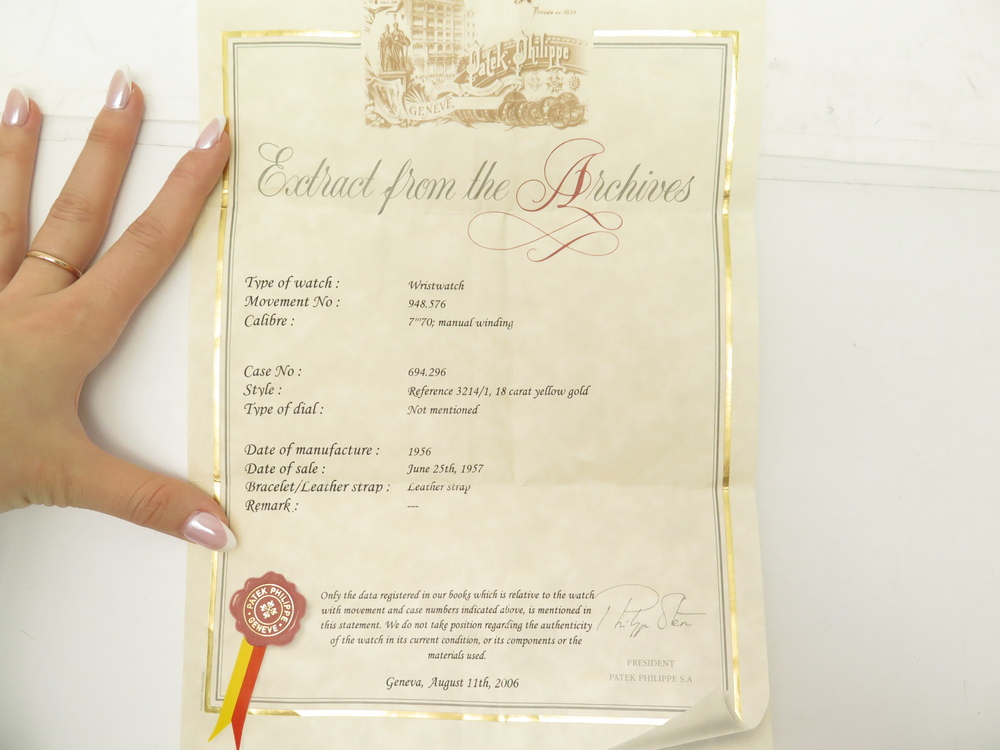 Fondée en 1839
Patek Philippe
GENÈVE
Extract from the Archives
Type of watch : Wristwatch
Movement No : 948.576
Calibre : 7'''70; manual winding
Case No : 694.296
Style : Reference 3214/1, 18 carat yellow gold
Type of dial : Not mentioned
Date of manufacture : 1956
Date of sale : June 25th, 1957
Bracelet/Leather strap : Leather strap
Remark : ---
Only the data registered in our books which is relative to the watch
with movement and case numbers indicated above, is mentioned in
this statement. We do not take position regarding the authenticity
of the watch in its current condition, or its components or the
materials used.
Geneva, August 11th, 2006
PATEK PHILIPPE
GENEVE
PRESIDENT
PATEK PHILIPPE S.A.